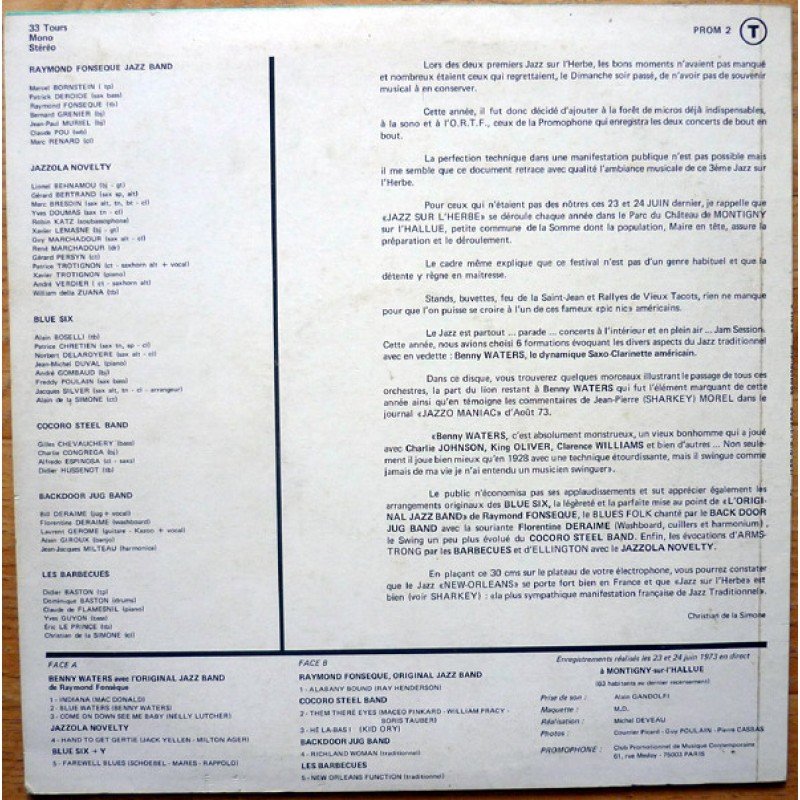 33 Tours
Mono
Stéréo
PROM 2 T
RAYMOND FONSEQUE JAZZ BAND
Marcel BORNSTEIN ( tp)
Patrick DEROIDE (sax bass)
Raymond FONSEQUE (tb)
Bernard GRENIER (bj)
Jean-Paul MURIEL (bj)
Claude POU (wb)
Marc RENARD (cl)
JAZZOLA NOVELTY
Lionel BENHAMOU (bj - gt)
Gérard BERTRAND (sax sp, alt)
Marc BRESDIN (sax alt, tn, bt - cl)
Yves DOUMAS (sax tn)
Robin KATZ (soubassophone)
Xavier LEMASNE (bj - gt)
Guy MARCHADOUR (sax alt - cl)
René MARCHADOUR (dr)
Gérard PERSYN (ct)
Patrice TROTIGNON (ct - saxhorn alt + vocal)
Xavier TROTIGNON (piano)
André VERDIER ( ct - saxhorn alt)
William della ZUANA (tb)
BLUE SIX
Alain BOSELLI (tb)
Patrice CHRETIEN (sax tn, sp - cl)
Norbert DELAROYERE (sax alt - cl)
Jean-Michel DUVAL (piano)
André GOMBAUD (bj)
Freddy POULAIN (sax bass)
Jacques SILVER (sax alt, tn - cl - arrangeur)
Alain de la SIMONE (ct)
COCORO STEEL BAND
Gilles CHEVAUCHERY (bass)
Charlie CONGREGA (bj)
Alfredo ESPINOSA (cl - saxs)
Didier HUSSENOT (tb)
BACKDOOR JUG BAND
Bill DERAIME (jug + vocal)
Florentine DERAIME (washboard)
Laurent GEROME (guitare - Kazoo + vocal)
Alain GIROUX (banjo)
Jean-Jacques MILTEAU (harmonica)
LES BARBECUES
Didier BASTON (tp)
Dominique BASTON (drums)
Claude de FLAMESNIL (piano)
Yves GUYON (bass)
Eric LE PRINCE (tb)
Christian de la SIMONE (cl)
Lors des deux premiers Jazz sur l'Herbe, les bons moments n'avaient pas manqué
et nombreux étaient ceux qui regrettaient, le Dimanche soir passé, de n'avoir pas de souvenir
musical à en conserver.
Cette année, il fut donc décidé d'ajouter à la forêt de micros déjà indispensables,
à la sono et à l'O.R.T.F., ceux de la Promophone qui enregistra les deux concerts de bout en
bout.
La perfection technique dans une manifestation publique n'est pas possible mais
il me semble que ce document retrace avec qualité l'ambiance musicale de ce 3ème Jazz sur
l'Herbe.
Pour ceux qui n'étaient pas des nôtres ces 23 et 24 JUIN dernier, je rappelle que
«JAZZ SUR L'HERBE» se déroule chaque année dans le Parc du Château de MONTIGNY
sur l'HALLUE, petite commune de la Somme dont la population, Maire en tête, assure la
préparation et le déroulement.
Le cadre même explique que ce festival n'est pas d'un genre habituel et que la
détente y règne en maitresse.
Stands, buvettes, feu de la Saint-Jean et Rallyes de Vieux Tacots, rien ne manque
pour que l'on puisse se croire à l'un de ces fameux «pic nic» américains.
Le Jazz est partout ... parade ... concerts à l'intérieur et en plein air ... Jam Session.
Cette année, nous avions choisi 6 formations évoquant les divers aspects du Jazz traditionnel
avec en vedette : Benny WATERS, le dynamique Saxo-Clarinette américain.
Dans ce disque, vous trouverez quelques morceaux illustrant le passage de tous ces
orchestres, la part du lion restant à Benny WATERS qui fut l'élément marquant de cette
année ainsi qu'en témoigne les commentaires de Jean-Pierre (SHARKEY) MOREL dans le
journal «JAZZO MANIAC» d'Août 73.
«Benny WATERS, c'est absolument monstrueux, un vieux bonhomme qui a joué
avec Charlie JOHNSON, King OLIVER, Clarence WILLIAMS et bien d'autres ... Non seule-
ment il joue bien mieux qu'en 1928 avec une technique étourdissante, mais il swingue comme
jamais de ma vie je n'ai entendu un musicien swinguer».
Le public n'économisa pas ses applaudissements et sut apprécier également les
arrangements originaux des BLUE SIX, la légèreté et la parfaite mise au point de «L'ORIGI-
NAL JAZZ BAND» de Raymond FONSEQUE, le BLUES FOLK chanté par le BACK DOOR
JUG BAND avec la souriante Florentine DERAIME (Washboard, cuillers et harmonium) ,
le Swing un peu plus évolué du COCORO STEEL BAND. Enfin, les évocations d'ARMS-
TRONG par les BARBECUES et d'ELLINGTON avec le JAZZOLA NOVELTY.
En plaçant ce 30 cms sur le plateau de votre électrophone, vous pourrez constater
que le Jazz «NEW-ORLEANS» se porte fort bien en France et que «Jazz sur l'Herbe» est
bien (voir SHARKEY) : «la plus sympathique manifestation française de Jazz Traditionnel».
Christian de la Simone
FACE A
BENNY WATERS avec l'ORIGINAL JAZZ BAND
de Raymond Fonsèque
1 - INDIANA (MAC DONALD)
2 - BLUE WATERS (BENNY WATERS)
3 - COME ON DOWN SEE ME BABY (NELLY LUTCHER)
JAZZOLA NOVELTY
4 - HAND TO GET GERTIE (JACK YELLEN - MILTON AGER)
BLUE SIX + Y
5 - FAREWELL BLUES (SCHOEBEL - MARES - RAPPOLO)
FACE B
RAYMOND FONSEQUE, ORIGINAL JAZZ BAND
1 - ALABANY BOUND (RAY HENDERSON)
COCORO STEEL BAND
2 - THEM THERE EYES (MACEO PINKARD - WILLIAM FRACY -
BORIS TAUBER)
3 - HÉ LA-BAS ! (KID ORY)
BACKDOOR JUG BAND
4 - RICHLAND WOMAN (traditionnel)
LES BARBECUES
5 - NEW ORLEANS FUNCTION (traditionnel)
Enregistrements réalisés les 23 et 24 juin 1973 en direct
à MONTIGNY-sur-l'HALLUE
(63 habitants au dernier recensement)
Prise de son : Alain GANDOLFI
Maquette : M.D.
Réalisation : Michel DEVEAU
Photos : Courrier Picard - Guy POULAIN - Pierre CASBAS
PROMOPHONE : Club Promotionnel de Musique Contemporaine
61, rue Meslay - 75003 PARIS